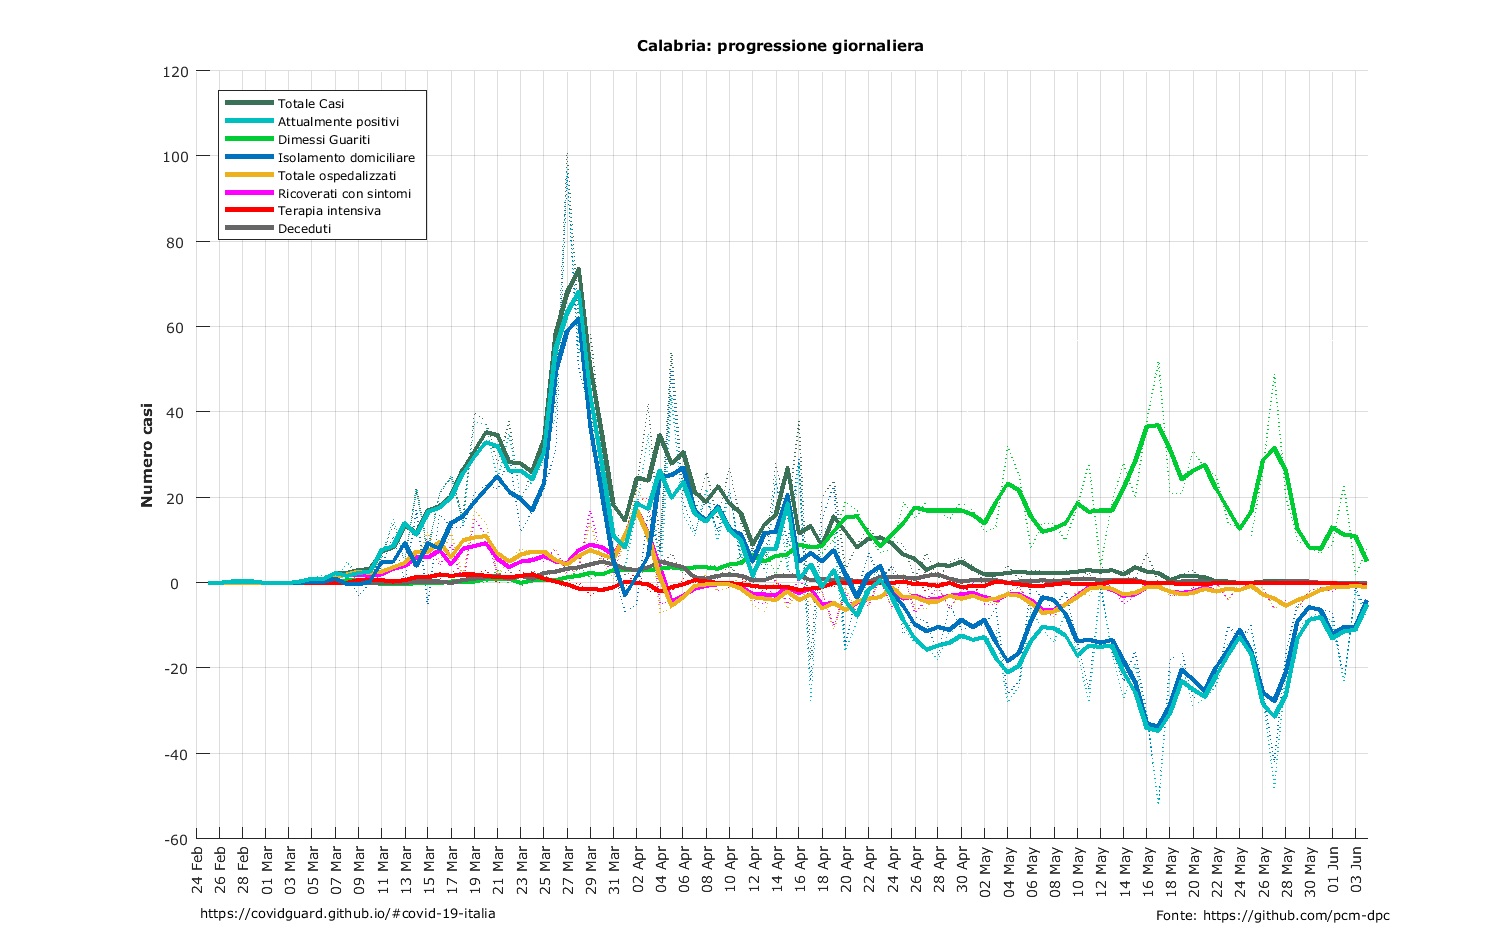 Calabria: progressione giornaliera
Numero casi
120
100
80
60
40
20
0
-20
-40
-60
Totale Casi
Attualmente positivi
Dimessi Guariti
Isolamento domiciliare
Totale ospedalizzati
Ricoverati con sintomi
Terapia intensiva
Deceduti
24 Feb
26 Feb
28 Feb
01 Mar
03 Mar
05 Mar
07 Mar
09 Mar
11 Mar
13 Mar
15 Mar
17 Mar
19 Mar
21 Mar
23 Mar
25 Mar
27 Mar
29 Mar
31 Mar
02 Apr
04 Apr
06 Apr
08 Apr
10 Apr
12 Apr
14 Apr
16 Apr
18 Apr
20 Apr
22 Apr
24 Apr
26 Apr
28 Apr
30 Apr
02 May
04 May
06 May
08 May
10 May
12 May
14 May
16 May
18 May
20 May
22 May
24 May
26 May
28 May
30 May
01 Jun
03 Jun
https://covidguard.github.io/#covid-19-italia
Fonte: https://github.com/pcm-dpc